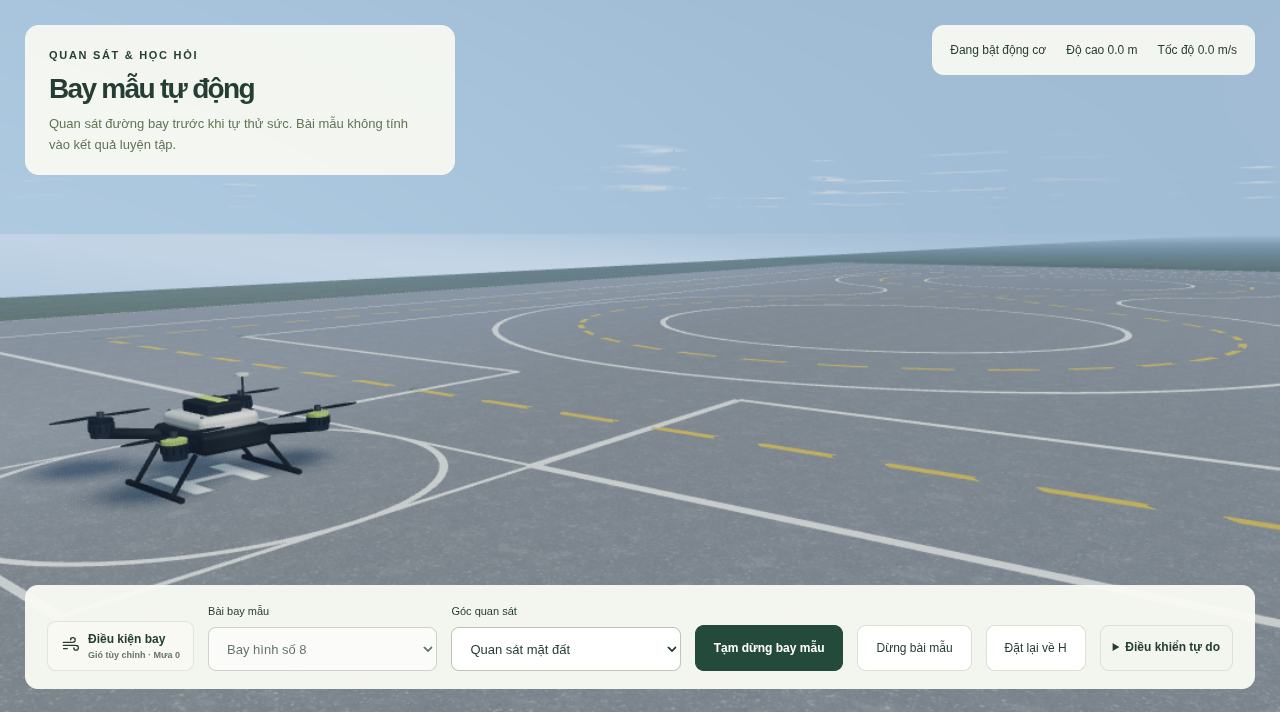 QUAN SÁT & HỌC HỎI
Bay mẫu tự động
Quan sát đường bay trước khi tự thử sức. Bài mẫu không tính
vào kết quả luyện tập.
Đang bật động cơ Độ cao 0.0 m Tốc độ 0.0 m/s
H
Điều kiện bay
Gió tùy chỉnh · Mưa 0
Bài bay mẫu
Bay hình số 8
Góc quan sát
Quan sát mặt đất
Tạm dừng bay mẫu
Dừng bài mẫu
Đặt lại về H
Điều khiển tự do